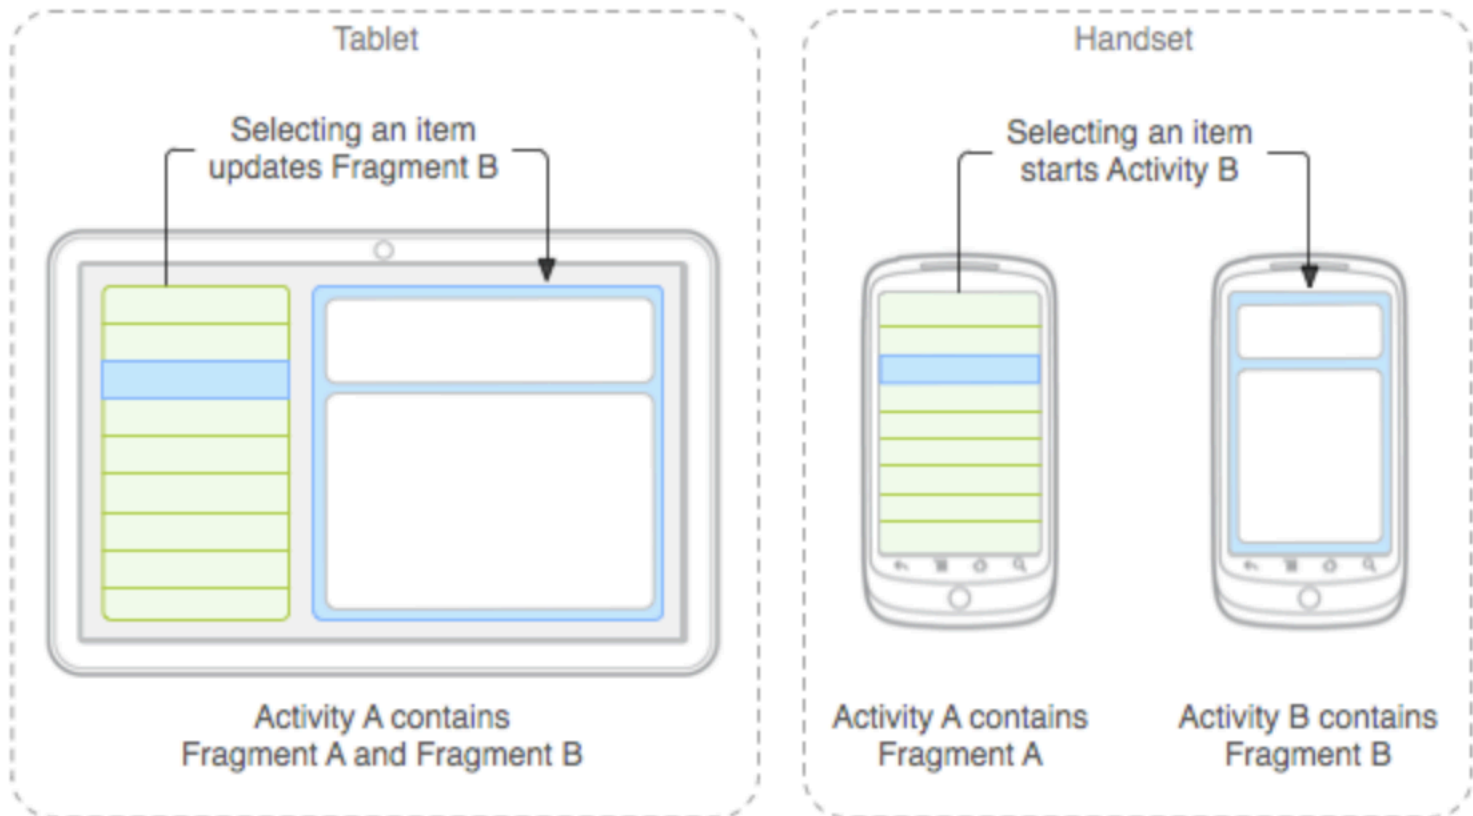 Tablet
Selecting an item
updates Fragment B
Activity A contains
Fragment A and Fragment B
Handset
Selecting an item
starts Activity B
Activity A contains
Fragment A
Activity B contains
Fragment B